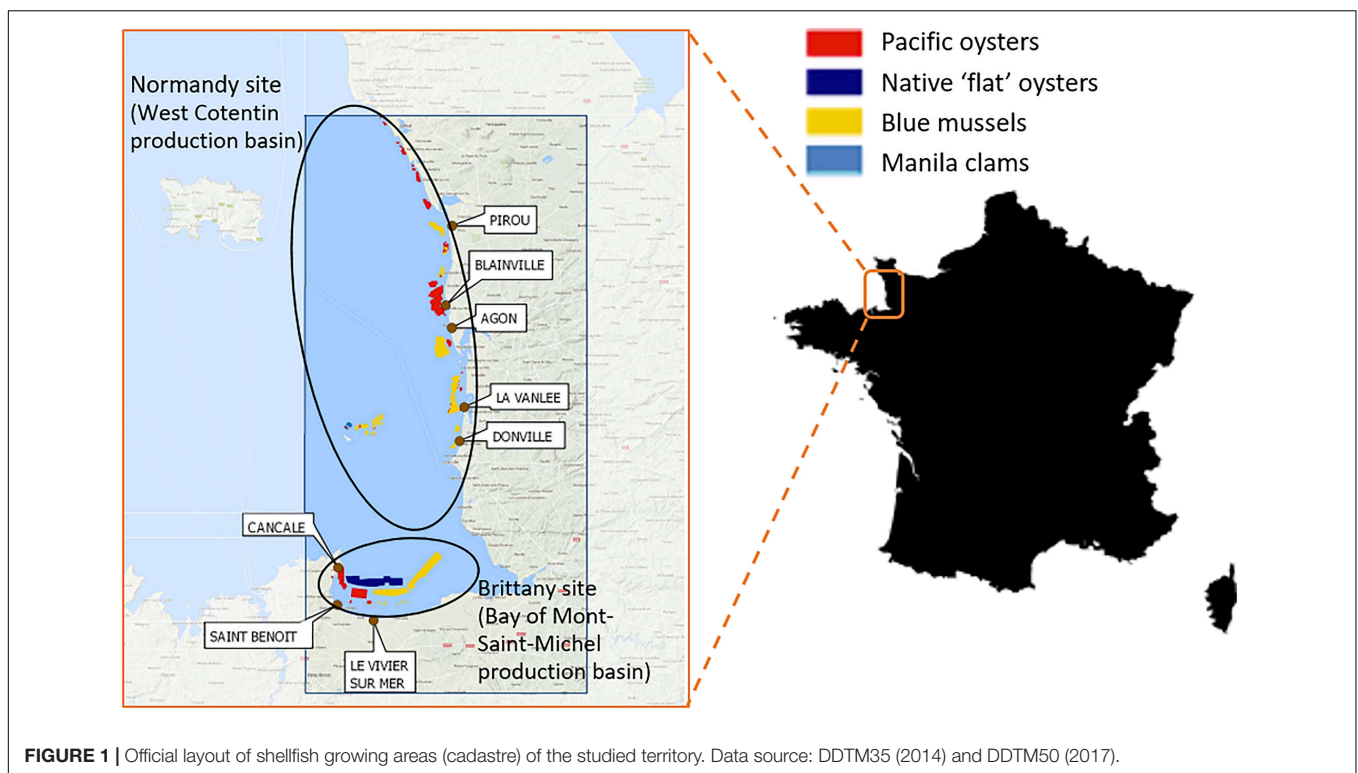 Normandy site
(West Cotentin
production basin)
PIROU
BLAINVILLE
AGON
LA VANLEE
DONVILLE
CANCALE
SAINT BENOIT
LE VIVIER
SUR MER
Brittany site
(Bay of Mont-
Saint-Michel
production basin)
Pacific oysters
Native ‘flat’ oysters
Blue mussels
Manila clams
FIGURE 1 | Official layout of shellfish growing areas (cadastre) of the studied territory. Data source: DDTM35 (2014) and DDTM50 (2017).